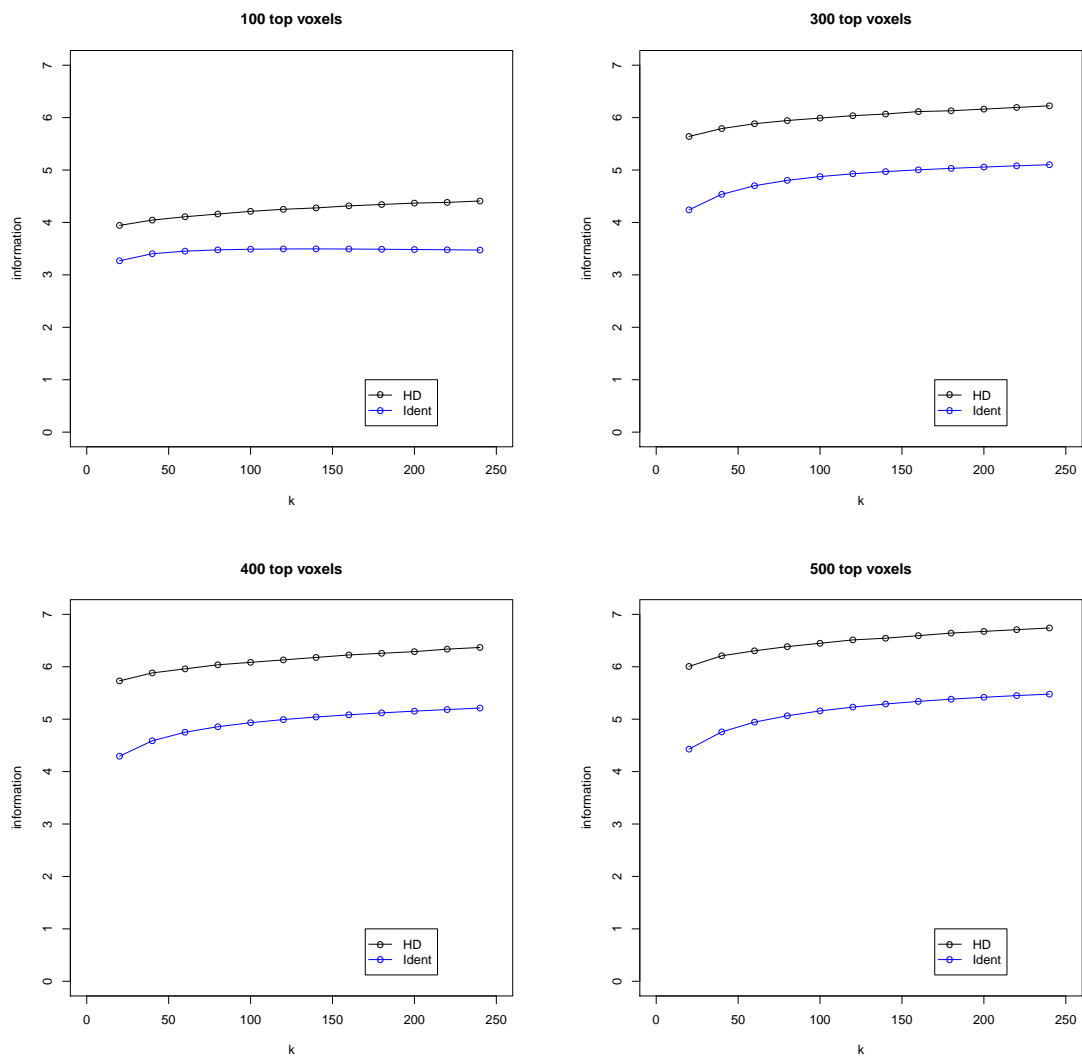 100 top voxels
information
7
6
5
4
3
2
1
0
HD
Ident
0 50 100 150 200 250
k
300 top voxels
information
7
6
5
4
3
2
1
0
HD
Ident
0 50 100 150 200 250
k
400 top voxels
information
7
6
5
4
3
2
1
0
HD
Ident
0 50 100 150 200 250
k
500 top voxels
information
7
6
5
4
3
2
1
0
HD
Ident
0 50 100 150 200 250
k